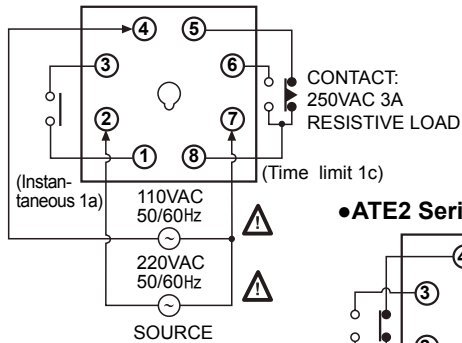 ④ ⑤
③ ⑥
CONTACT:
250VAC 3A
RESISTIVE LOAD
② ⑦
① ⑧
(Instan-
taneous 1a)
(Time limit 1c)
110VAC
50/60Hz
220VAC
50/60Hz
SOURCE
●ATE2 Seri
③